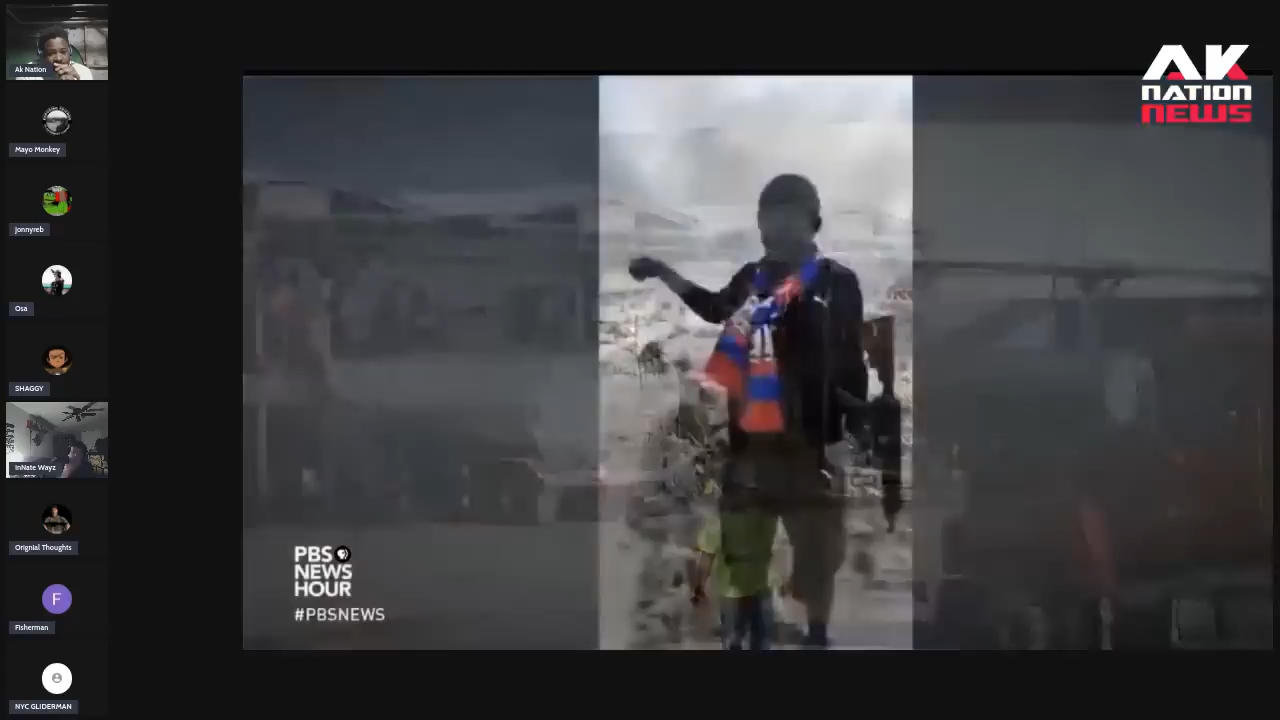 Ak Nation
Mayo Monkey
jonnyreb
Osa
SHAGGY
InNate Wayz
Orignial Thoughts
F
Fisherman
NYC GLIDERMAN
AK
NATION
NEWS
PBS
NEWS
HOUR
#PBSNEWS